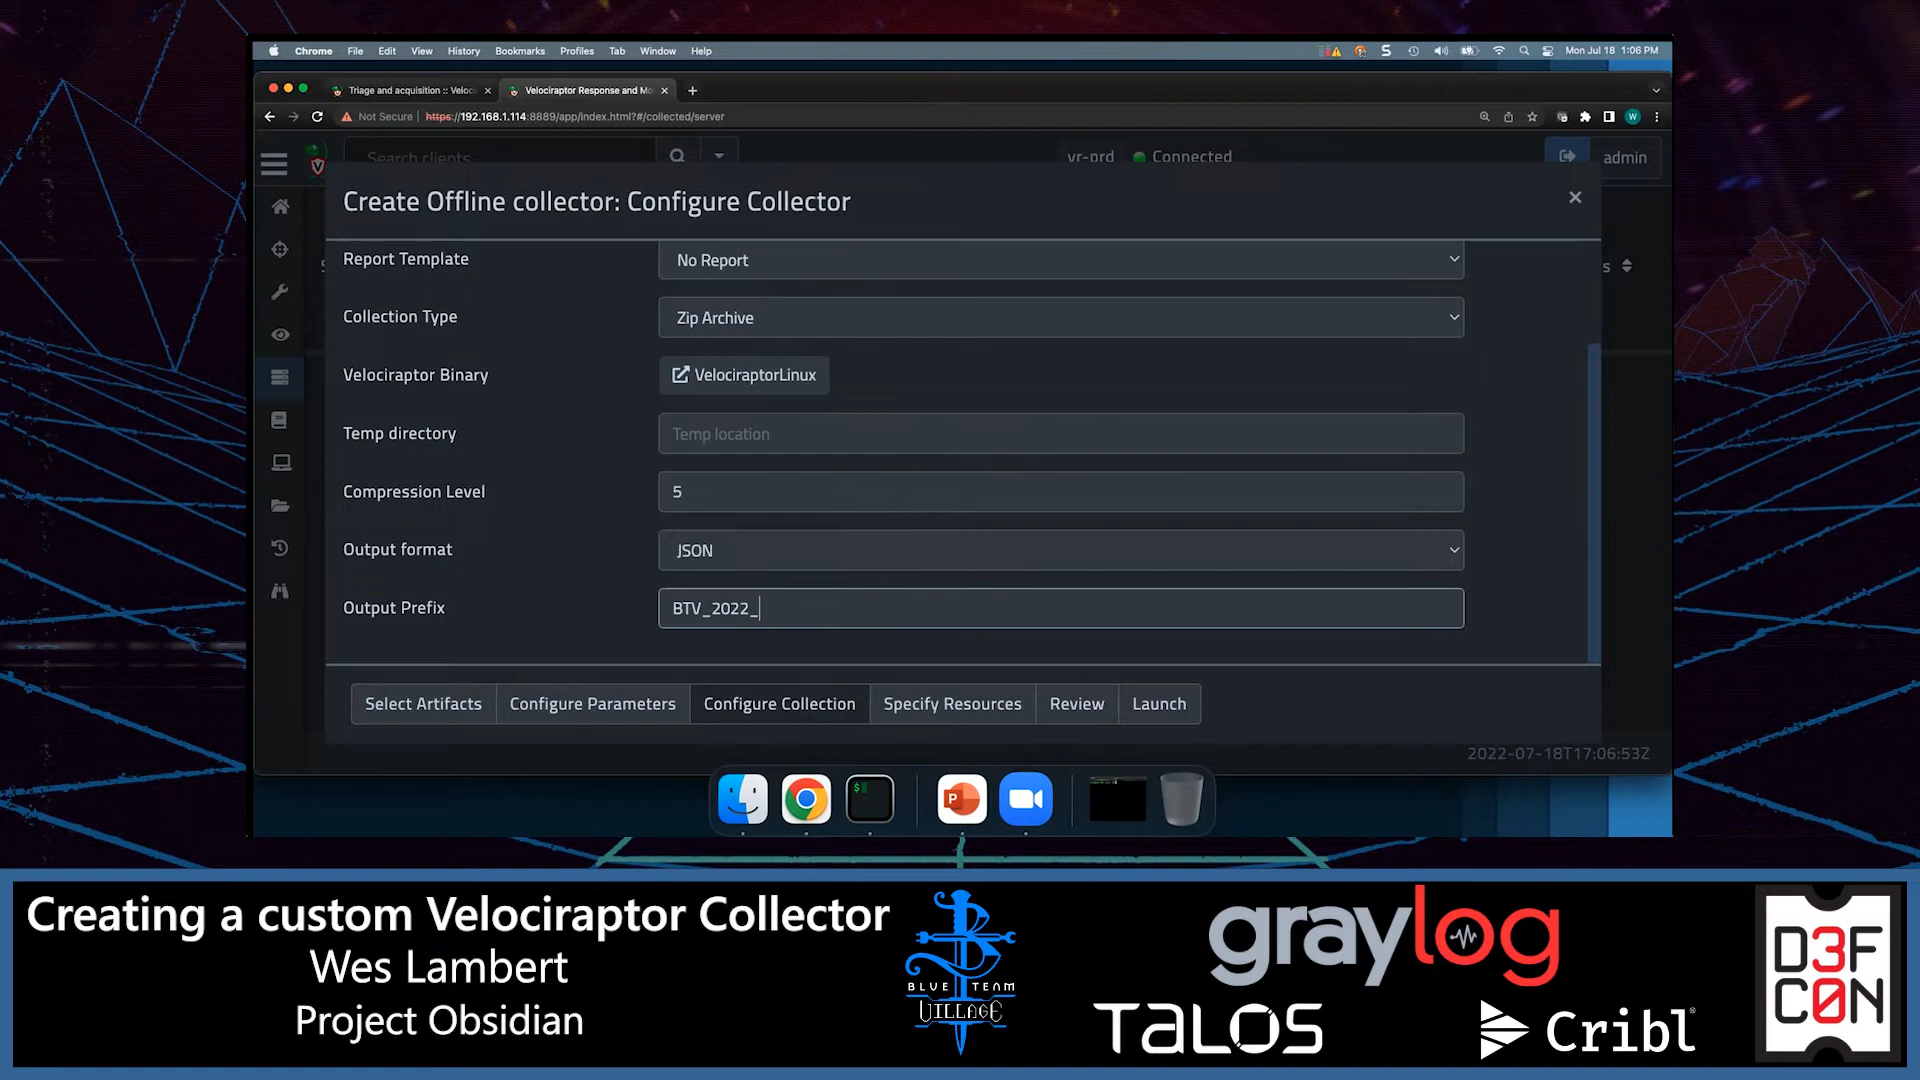 Chrome File Edit View History Bookmarks Profiles Tab Window Help
Mon Jul 18 1:06 PM
Triage and acquisition :: Veloci
Velociraptor Response and Mo
Not Secure | https://192.168.1.114:8889/app/index.html?#/collected/server
W
Search clients
vr-prd
Connected
admin
Create Offline collector: Configure Collector
Report Template
No Report
Collection Type
Zip Archive
Velociraptor Binary
VelociraptorLinux
Temp directory
Temp location
Compression Level
5
Output format
JSON
Output Prefix
BTV_2022_
Select Artifacts
Configure Parameters
Configure Collection
Specify Resources
Review
Launch
2022-07-18T17:06:53Z
Creating a custom Velociraptor Collector
Wes Lambert
Project Obsidian
BLUE TEAM
VILLAGE
graylog
TALOS
Cribl
D3F
C0N